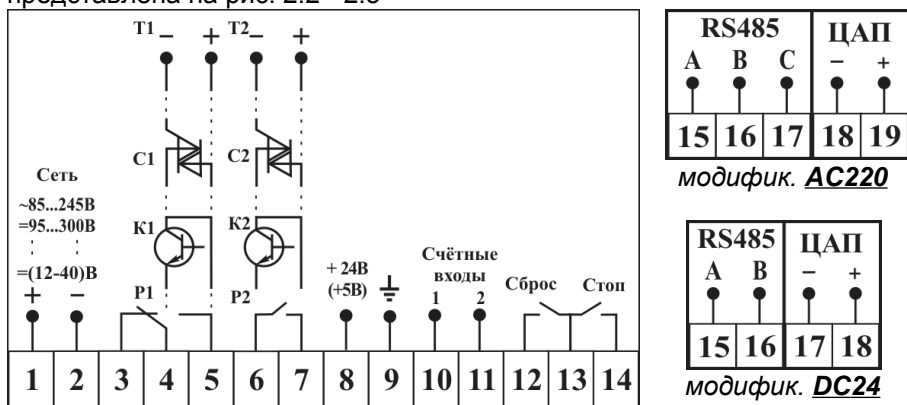 представлена на рис. 2.2 - 2.3
T1 − + T2 − +
C1 C2
Сеть
~85...245В
=95...300В
=(12-40)В
+ −
K1 K2
P1 P2
+ 24В
(+5В)
Счётные
входы
1 2
Сброс Стоп
1 2 3 4 5 6 7 8 9 10 11 12 13 14
RS485 ЦАП
A B C − +
15 16 17 18 19
модифик. AC220
RS485 ЦАП
A B − +
15 16 17 18
модифик. DC24